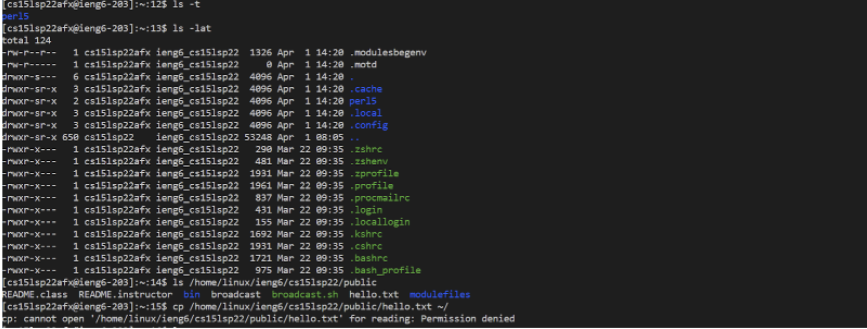 [cs15lsp22afx@ieng6-203]:~:12$ ls -t
perl5
[cs15lsp22afx@ieng6-203]:~:13$ ls -lat
total 124
-rw-r--r-- 1 cs15lsp22afx ieng6_cs15lsp22 1326 Apr 1 14:20 .modulesbegenv
-rw-r----- 1 cs15lsp22afx ieng6_cs15lsp22 0 Apr 1 14:20 .motd
drwxr-s--- 6 cs15lsp22afx ieng6_cs15lsp22 4096 Apr 1 14:20 .
drwxr-sr-x 3 cs15lsp22afx ieng6_cs15lsp22 4096 Apr 1 14:20 .cache
drwxr-sr-x 2 cs15lsp22afx ieng6_cs15lsp22 4096 Apr 1 14:20 perl5
drwxr-sr-x 3 cs15lsp22afx ieng6_cs15lsp22 4096 Apr 1 14:20 .local
drwxr-sr-x 3 cs15lsp22afx ieng6_cs15lsp22 4096 Apr 1 14:20 .config
drwxr-sr-x 650 cs15lsp22 ieng6_cs15lsp22 53248 Apr 1 08:05 ..
-rwxr-x--- 1 cs15lsp22afx ieng6_cs15lsp22 290 Mar 22 09:35 .zshrc
-rwxr-x--- 1 cs15lsp22afx ieng6_cs15lsp22 481 Mar 22 09:35 .zshenv
-rwxr-x--- 1 cs15lsp22afx ieng6_cs15lsp22 1931 Mar 22 09:35 .zprofile
-rwxr-x--- 1 cs15lsp22afx ieng6_cs15lsp22 1961 Mar 22 09:35 .profile
-rwxr-x--- 1 cs15lsp22afx ieng6_cs15lsp22 837 Mar 22 09:35 .procmailrc
-rwxr-x--- 1 cs15lsp22afx ieng6_cs15lsp22 431 Mar 22 09:35 .login
-rwxr-x--- 1 cs15lsp22afx ieng6_cs15lsp22 155 Mar 22 09:35 .locallogin
-rwxr-x--- 1 cs15lsp22afx ieng6_cs15lsp22 1692 Mar 22 09:35 .kshrc
-rwxr-x--- 1 cs15lsp22afx ieng6_cs15lsp22 1931 Mar 22 09:35 .cshrc
-rwxr-x--- 1 cs15lsp22afx ieng6_cs15lsp22 1721 Mar 22 09:35 .bashrc
-rwxr-x--- 1 cs15lsp22afx ieng6_cs15lsp22 975 Mar 22 09:35 .bash_profile
[cs15lsp22afx@ieng6-203]:~:14$ ls /home/linux/ieng6/cs15lsp22/public
README.class README.instructor bin broadcast broadcast.sh hello.txt modulefiles
[cs15lsp22afx@ieng6-203]:~:15$ cp /home/linux/ieng6/cs15lsp22/public/hello.txt ~/
cp: cannot open '/home/linux/ieng6/cs15lsp22/public/hello.txt' for reading: Permission denied